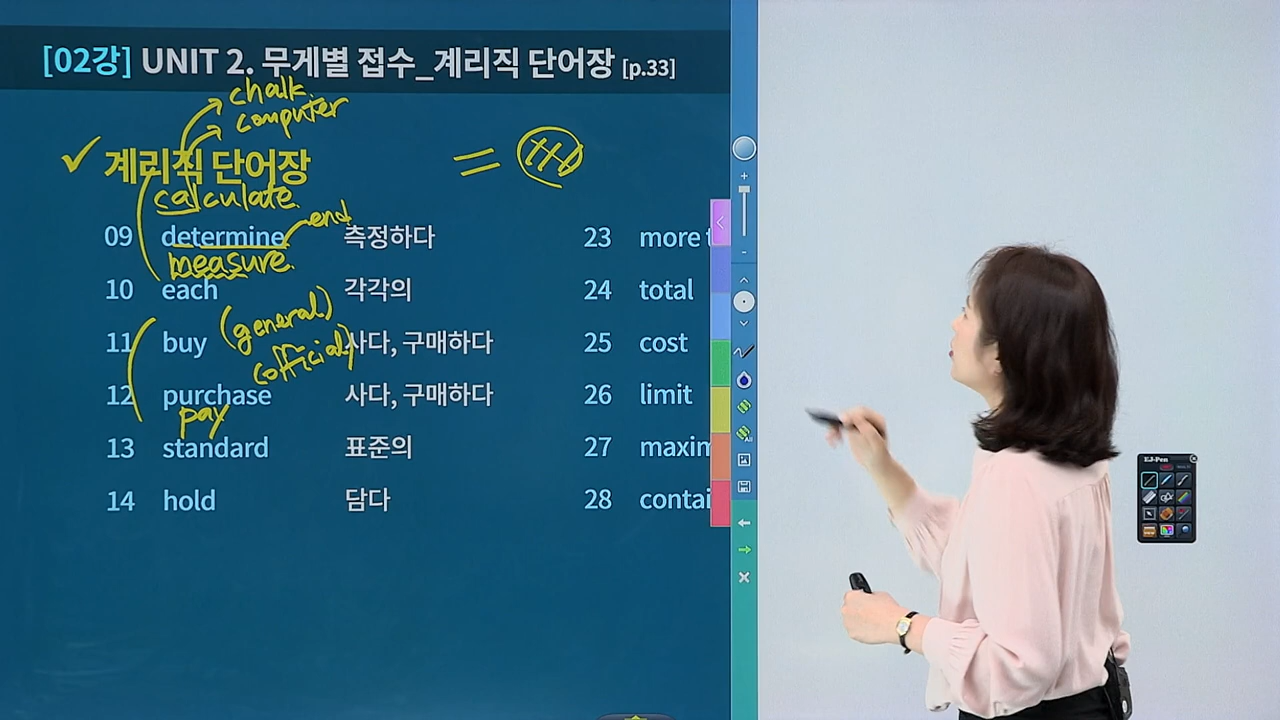 [02강] UNIT 2. 무게별 접수_계리직 단어장 [p.33]
chalk.
computer
✓ 계리직 단어장 =
calculate.
end
09 determine 측정하다 23 more t
measure.
10 each 각각의 24 total
(general)
11 buy 사다, 구매하다 25 cost
(official)
12 purchase 사다, 구매하다 26 limit
pay
13 standard 표준의 27 maxim
14 hold 담다 28 contai
EJ-Pen